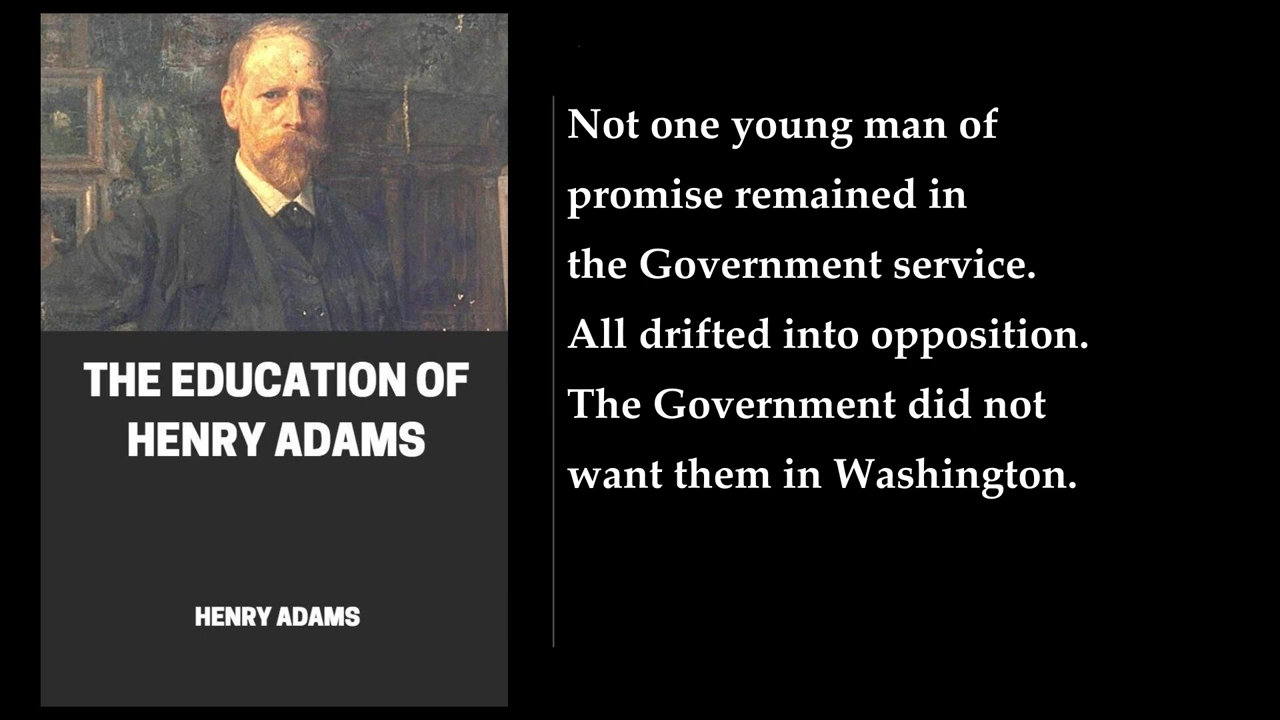 THE EDUCATION OF
HENRY ADAMS
HENRY ADAMS
Not one young man of
promise remained in
the Government service.
All drifted into opposition.
The Government did not
want them in Washington.